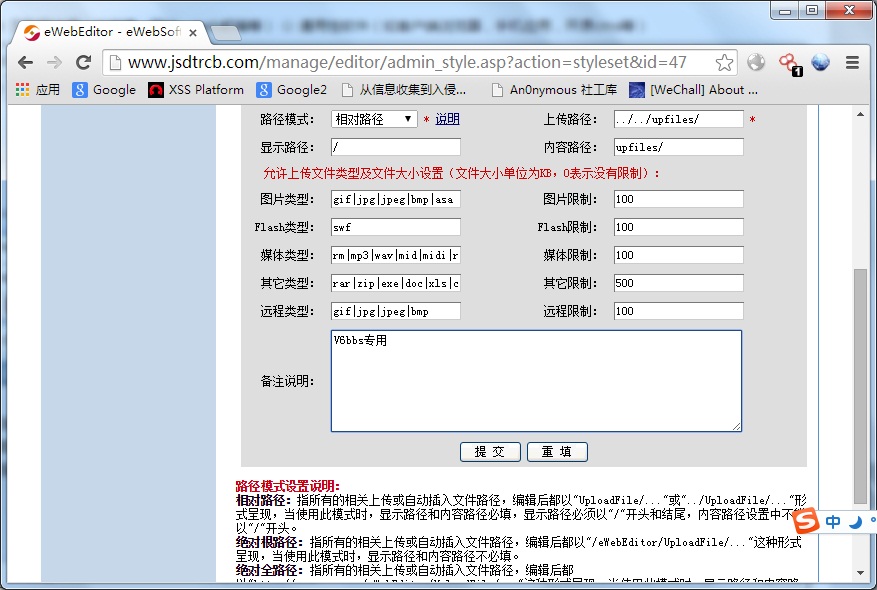 eWebEditor - eWebSof
www.jsdtrcb.com/manage/editor/admin_style.asp?action=styleset&id=47
1
应用 Google XSS Platform Google2 从信息收集到入侵... An0nymous 社工库 [WeChall] About ...
路径模式： 相对路径 * 说明 上传路径： ../../upfiles/ *
显示路径： / 内容路径： upfiles/
允许上传文件类型及文件大小设置（文件大小单位为KB，0表示没有限制）：
图片类型： gif|jpg|jpeg|bmp|asa 图片限制： 100
Flash类型： swf Flash限制： 100
媒体类型： rm|mp3|wav|mid|midi|r 媒体限制： 100
其它类型： rar|zip|exe|doc|xls|c 其它限制： 500
远程类型： gif|jpg|jpeg|bmp 远程限制： 100
备注说明： V6bbs专用
提 交 重 填
路径模式设置说明：
相对路径：指所有的相关上传或自动插入文件路径，编辑后都以"UploadFile/..."或"../UploadFile/..."形
式呈现，当使用此模式时，显示路径和内容路径必填，显示路径必须以"/"开头和结尾，内容路径设置中不能
以"/"开头。
绝对根路径：指所有的相关上传或自动插入文件路径，编辑后都以"/eWebEditor/UploadFile/..."这种形式
呈现，当使用此模式时，显示路径和内容路径不必填。
绝对全路径：指所有的相关上传或自动插入文件路径，编辑后都
S 中